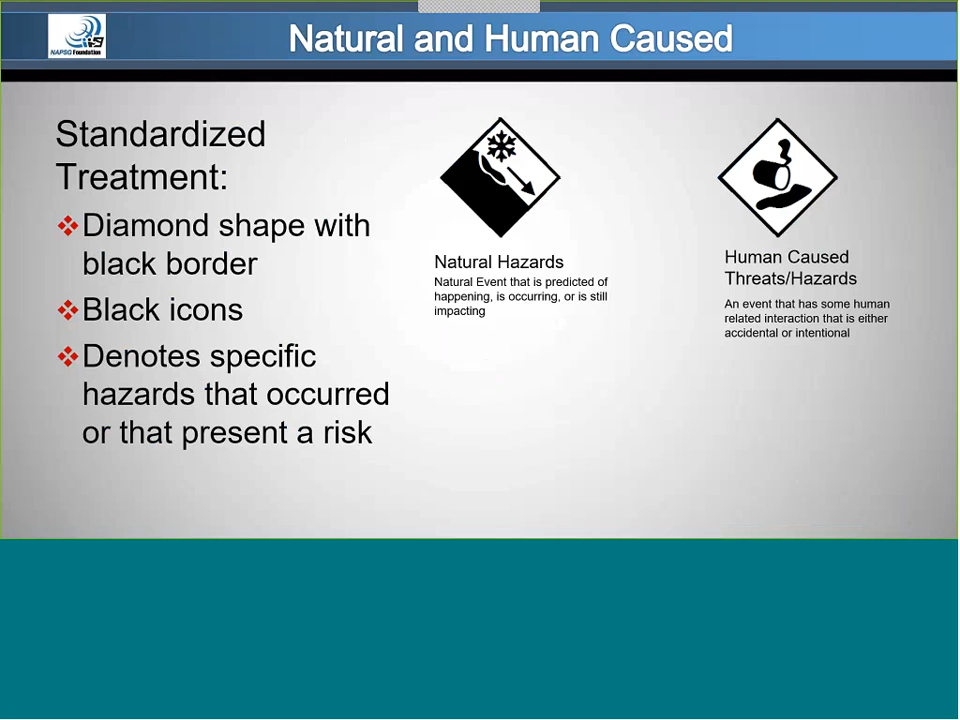 Natural and Human Caused
NAPSG Foundation
Standardized
Treatment:
Diamond shape with
black border
Black icons
Denotes specific
hazards that occurred
or that present a risk
Natural Hazards
Natural Event that is predicted of
happening, is occurring, or is still
impacting
Human Caused
Threats/Hazards
An event that has some human
related interaction that is either
accidental or intentional